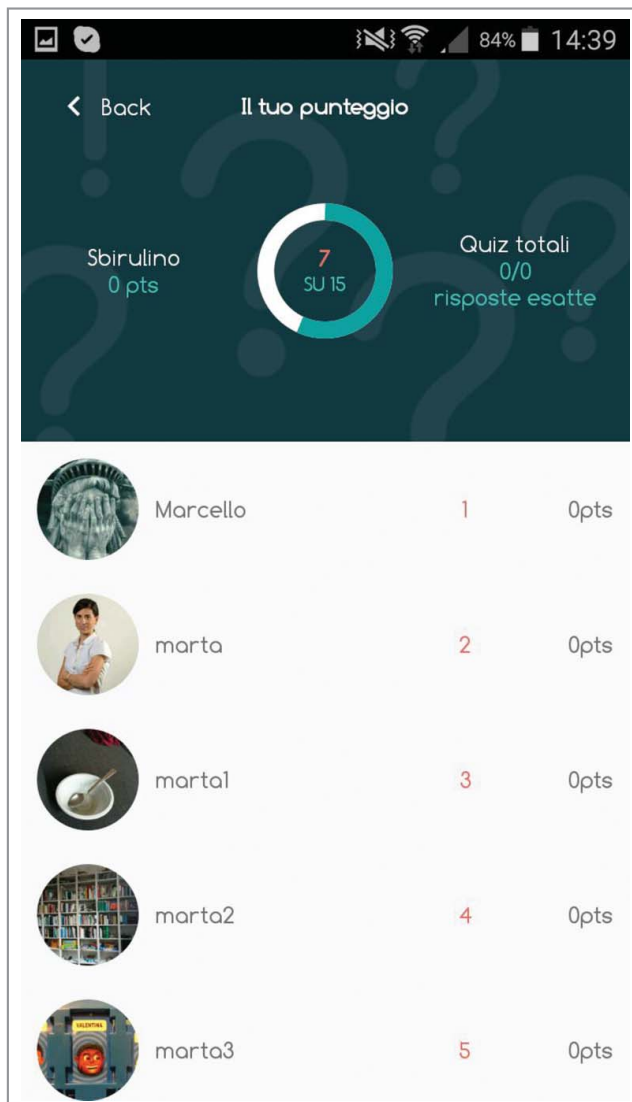 84% 14:39
Back Il tuo punteggio
Sbirulino
0 pts
7
SU 15
Quiz totali
0/0
risposte esatte
Marcello 1 0pts
marta 2 0pts
marta1 3 0pts
marta2 4 0pts
VALENTINA
marta3 5 0pts